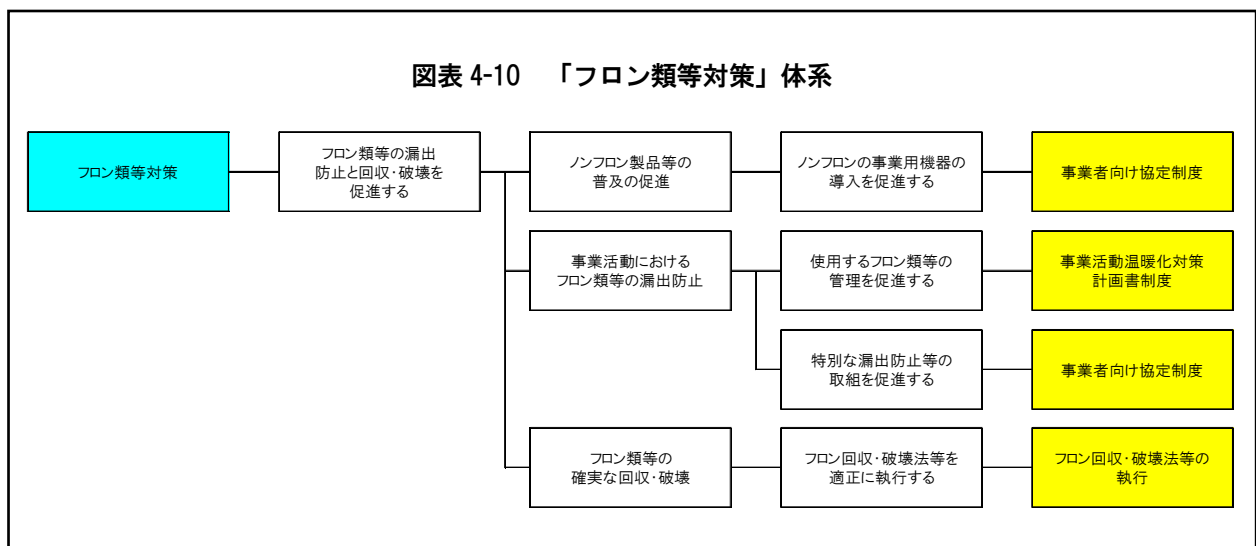 図表 4-10 「フロン類等対策」体系
フロン類等対策
フロン類等の漏出
防止と回収・破壊を
促進する
ノンフロン製品等の
普及の促進
ノンフロンの事業用機器の
導入を促進する
事業者向け協定制度
事業活動における
フロン類等の漏出防止
使用するフロン類等の
管理を促進する
事業活動温暖化対策
計画書制度
特別な漏出防止等の
取組を促進する
事業者向け協定制度
フロン類等の
確実な回収・破壊
フロン回収・破壊法等を
適正に執行する
フロン回収・破壊法等の
執行